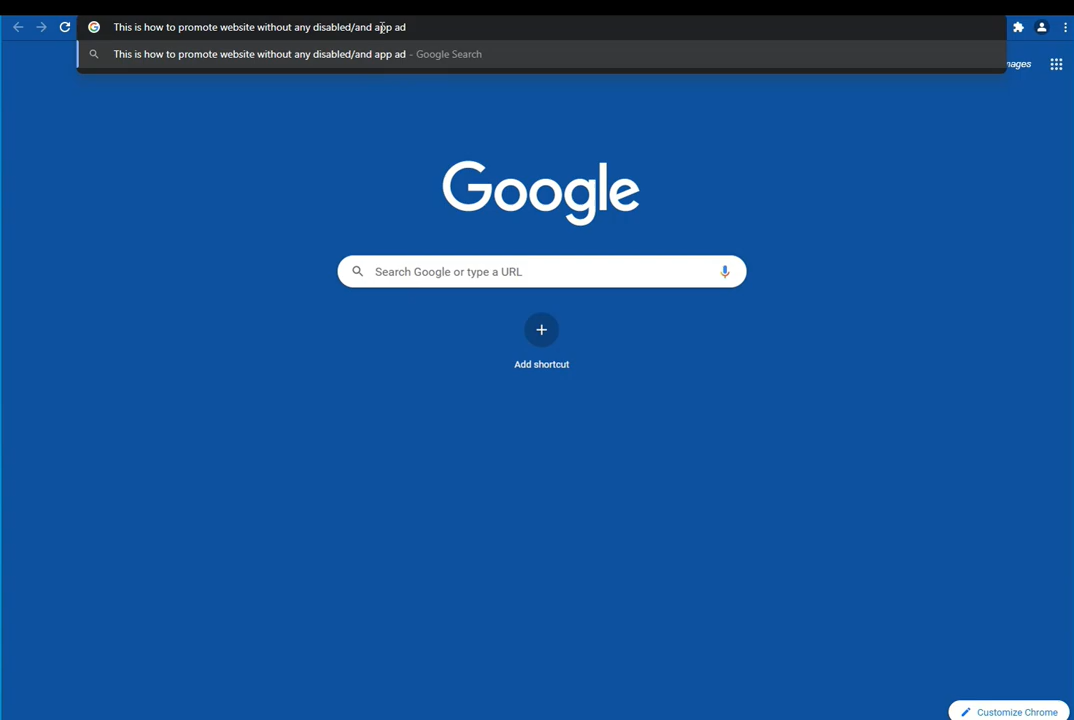 This is how to promote website without any disabled/and app ad
This is how to promote website without any disabled/and app ad - Google Search
Google
Search Google or type a URL
Add shortcut
Customize Chrome